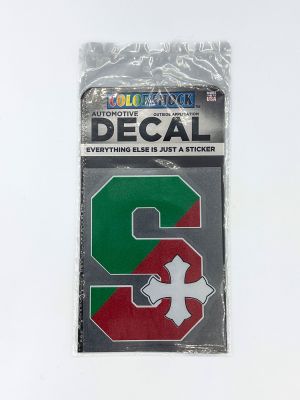 COLORSHOCK
AUTOMOTIVE OUTSIDE APPLICATION
DECAL
EVERYTHING ELSE IS JUST A STICKER
S